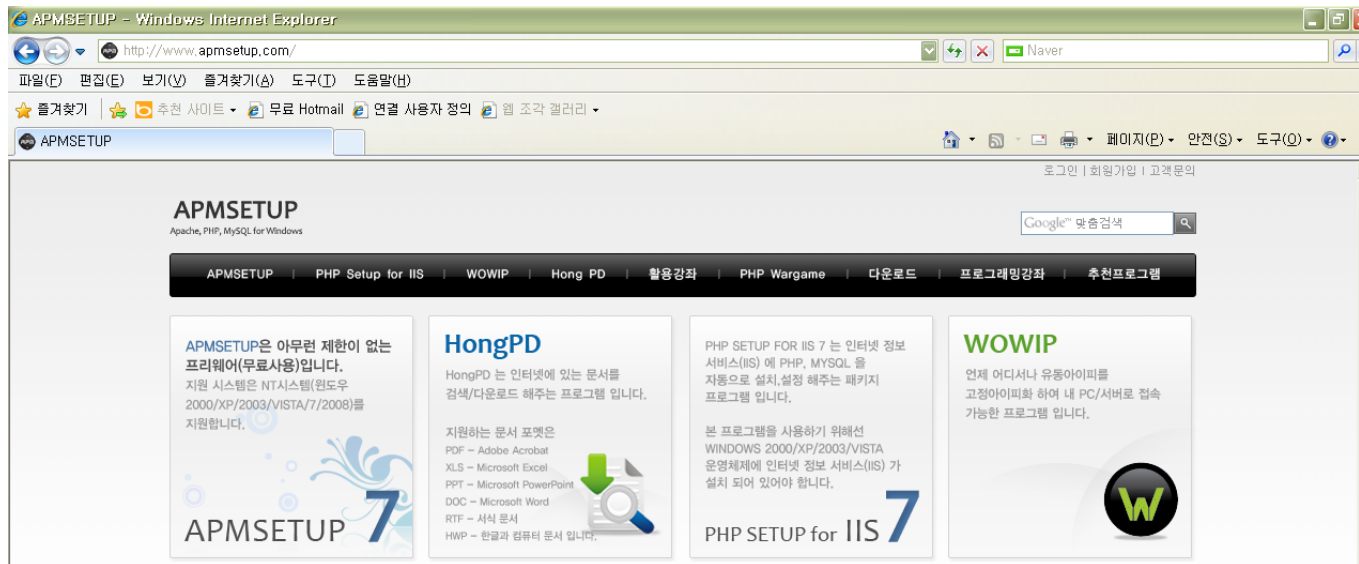 APMSETUP - Windows Internet Explorer
http://www.apmsetup.com/
Naver
파일(F) 편집(E) 보기(V) 즐겨찾기(A) 도구(T) 도움말(H)
즐겨찾기 추천 사이트 무료 Hotmail 연결 사용자 정의 웹 조각 갤러리
APMSETUP
페이지(P) 안전(S) 도구(O)
로그인 | 회원가입 | 고객문의
APMSETUP
Apache, PHP, MySQL for Windows
Google™ 맞춤검색
APMSETUP | PHP Setup for IIS | WOWIP | Hong PD | 활용강좌 | PHP Wargame | 다운로드 | 프로그래밍강좌 | 추천프로그램
APMSETUP은 아무런 제한이 없는
프리웨어(무료사용)입니다.
지원 시스템은 NT시스템(윈도우
2000/XP/2003/VISTA/7/2008)를
지원합니다.
APMSETUP 7
HongPD
HongPD 는 인터넷에 있는 문서를
검색/다운로드 해주는 프로그램 입니다.
지원하는 문서 포멧은
PDF - Adobe Acrobat
XLS - Microsoft Excel
PPT - Microsoft PowerPoint
DOC - Microsoft Word
RTF - 서식 문서
HWP - 한글과 컴퓨터 문서 입니다.
PHP SETUP FOR IIS 7 는 인터넷 정보
서비스(IIS) 에 PHP, MYSQL 을
자동으로 설치,설정 해주는 패키지
프로그램 입니다.
본 프로그램을 사용하기 위해선
WINDOWS 2000/XP/2003/VISTA
운영체제에 인터넷 정보 서비스(IIS) 가
설치 되어 있어야 합니다.
PHP SETUP for IIS 7
WOWIP
언제 어디서나 유동아이피를
고정아이피화 하여 내 PC/서버로 접속
가능한 프로그램 입니다.
W